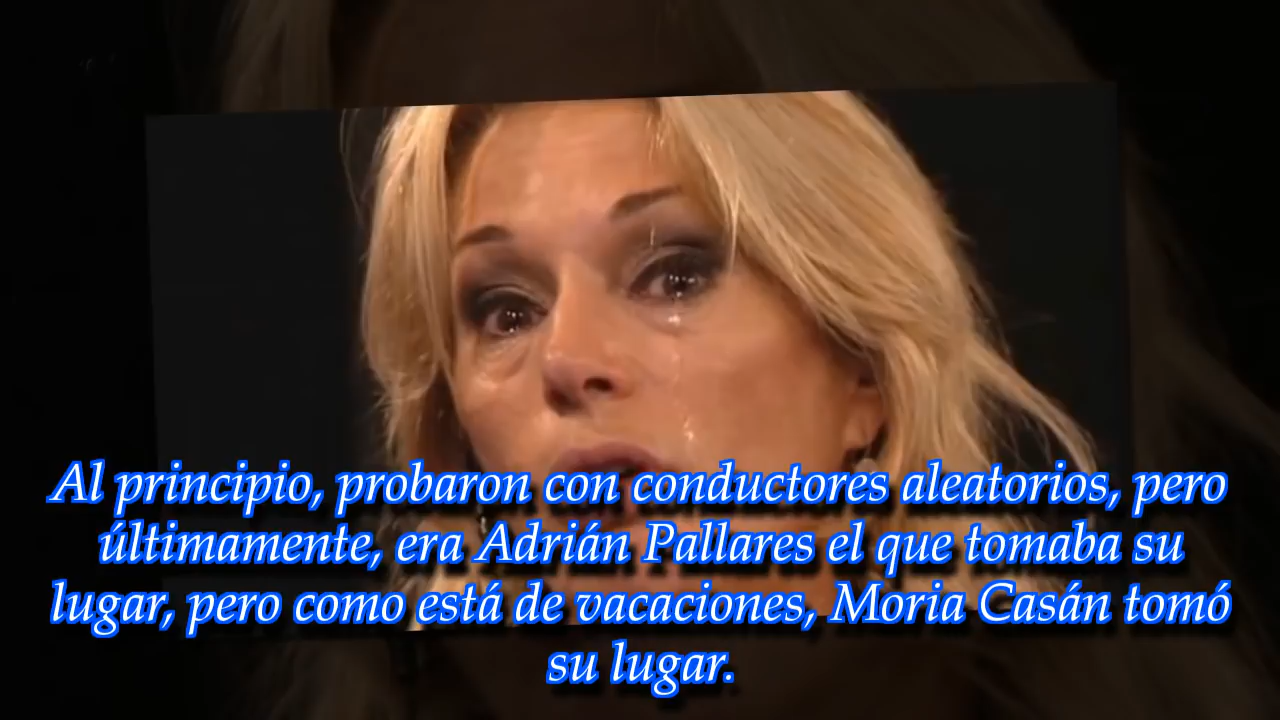 Al principio, probaron con conductores aleatorios, pero
últimamente, era Adrián Pallares el que tomaba su
lugar, pero como está de vacaciones, Moria Casán tomó
su lugar.